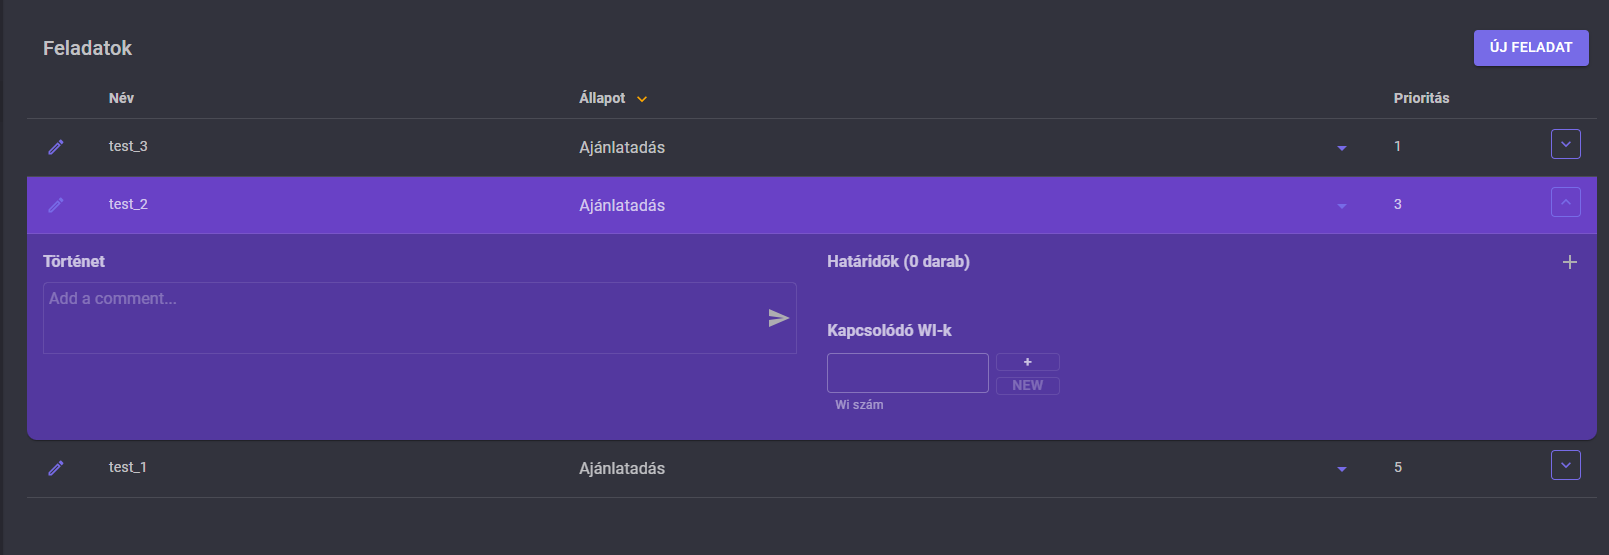 Feladatok
ÚJ FELADAT
Név Állapot Prioritás
test_3 Ajánlatadás 1
test_2 Ajánlatadás 3
Történet
Add a comment...
Határidők (0 darab)
+
Kapcsolódó WI-k
+
NEW
Wi szám
test_1 Ajánlatadás 5